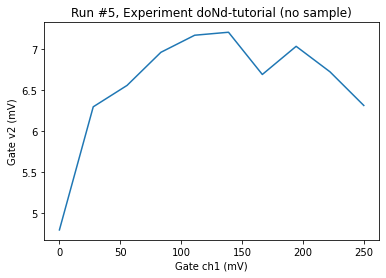 Run #5, Experiment doNd-tutorial (no sample)
Gate v2 (mV)
7
6.5
6
5.5
5
0 50 100 150 200 250
Gate ch1 (mV)